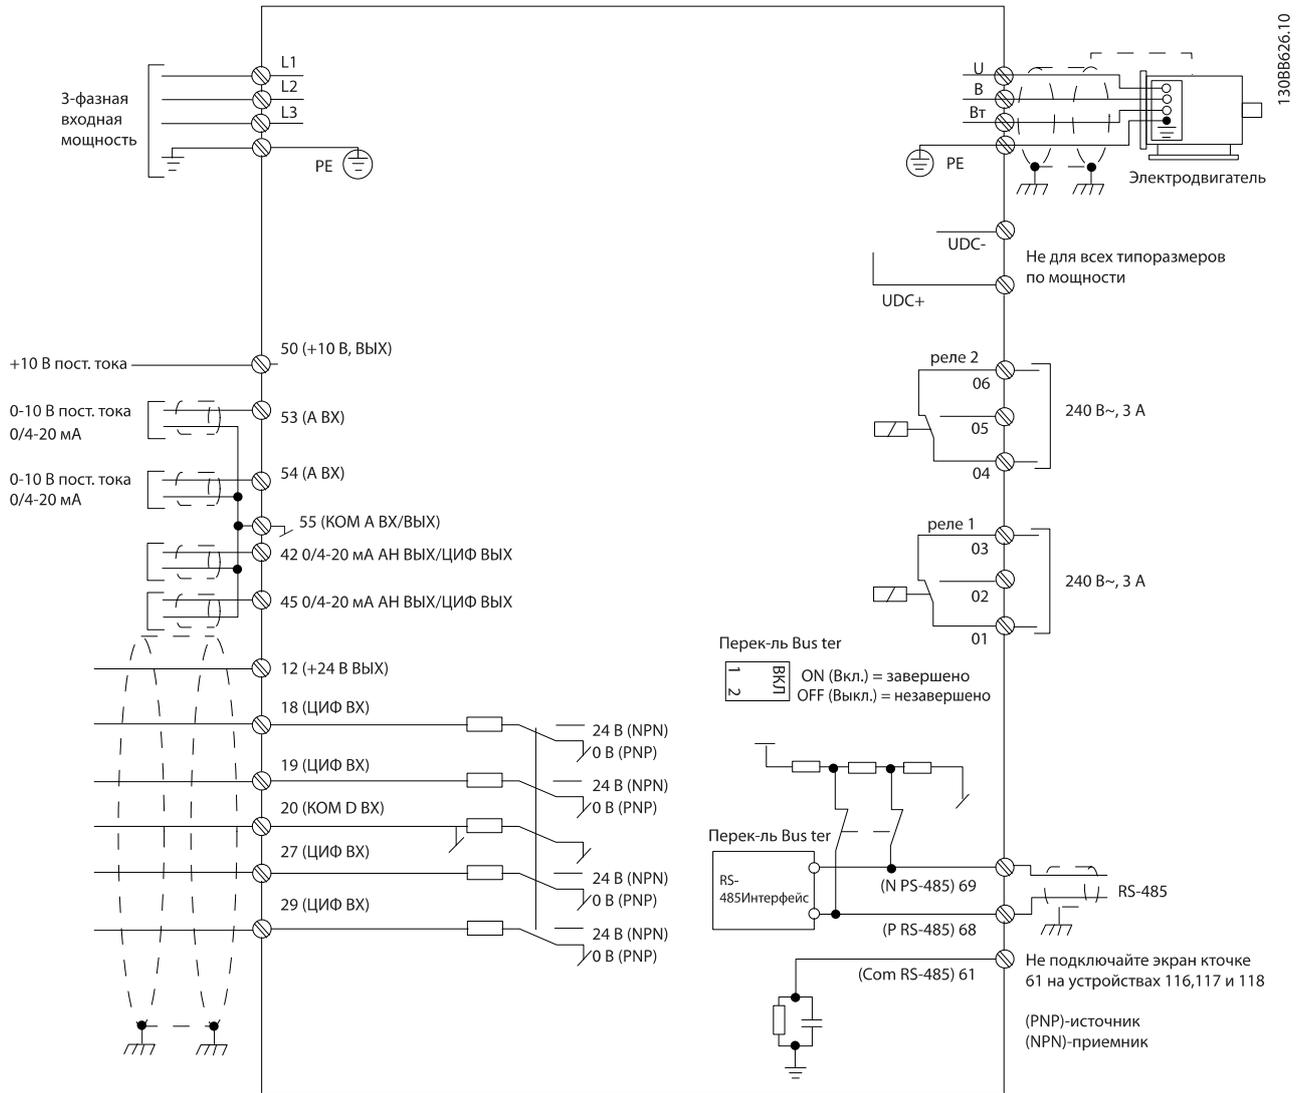 130BB626.10
3-фазная
входная
мощность
L1
L2
L3
PE
U
В
Вт
PE
Электродвигатель
UDC-
UDC+
Не для всех типоразмеров
по мощности
+10 В пост. тока
50 (+10 В, ВЫХ)
0-10 В пост. тока
0/4-20 мА
53 (А ВХ)
0-10 В пост. тока
0/4-20 мА
54 (А ВХ)
55 (КОМ А ВХ/ВЫХ)
42 0/4-20 мА АН ВЫХ/ЦИФ ВЫХ
45 0/4-20 мА АН ВЫХ/ЦИФ ВЫХ
12 (+24 В ВЫХ)
18 (ЦИФ ВХ)
24 В (NPN)
0 В (PNP)
19 (ЦИФ ВХ)
24 В (NPN)
0 В (PNP)
20 (КОМ D ВХ)
27 (ЦИФ ВХ)
24 В (NPN)
0 В (PNP)
29 (ЦИФ ВХ)
24 В (NPN)
0 В (PNP)
реле 2
06
05
04
240 В~, 3 А
реле 1
03
02
01
240 В~, 3 А
Перек-ль Bus ter
1
2
ВКЛ
ON (Вкл.) = завершено
OFF (Выкл.) = незавершено
Перек-ль Bus ter
RS-
485Интерфейс
(N PS-485) 69
RS-485
(P RS-485) 68
(Com RS-485) 61
Не подключайте экран кточке
61 на устройствах 116,117 и 118
(PNP)-источник
(NPN)-приемник